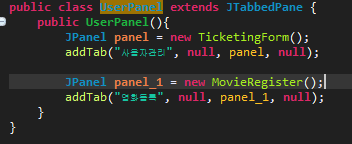 public class UserPanel extends JTabbedPane {
public UserPanel(){
JPanel panel = new TicketingForm();
addTab("사용자관리", null, panel, null);
JPanel panel_1 = new MovieRegister();
addTab("영화등록", null, panel_1, null);
}
}